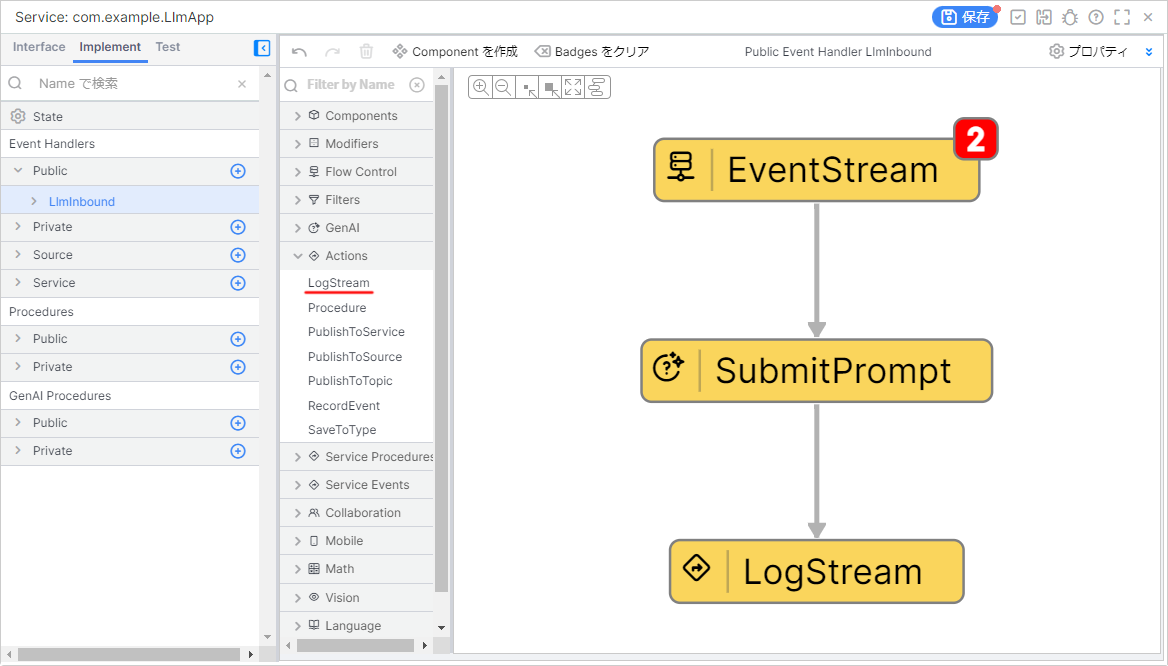 Service: com.example.LlmApp
保存
Interface
Implement
Test
Name で検索
State
Event Handlers
Public
LlmInbound
Private
Source
Service
Procedures
Public
Private
GenAI Procedures
Public
Private
Component を作成
Badges をクリア
Public Event Handler LlmInbound
プロパティ
Filter by Name
Components
Modifiers
Flow Control
Filters
GenAI
Actions
LogStream
Procedure
PublishToService
PublishToSource
PublishToTopic
RecordEvent
SaveToType
Service Procedures
Service Events
Collaboration
Mobile
Math
Vision
Language
EventStream
2
SubmitPrompt
LogStream